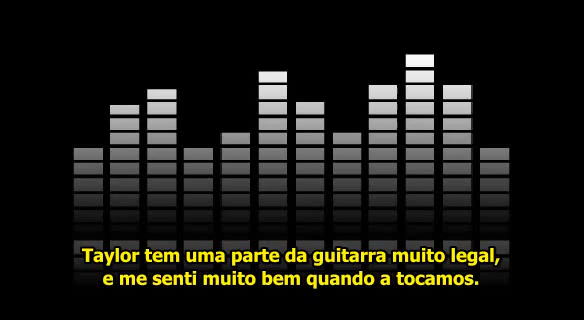 Taylor tem uma parte da guitarra muito legal,
e me senti muito bem quando a tocamos.